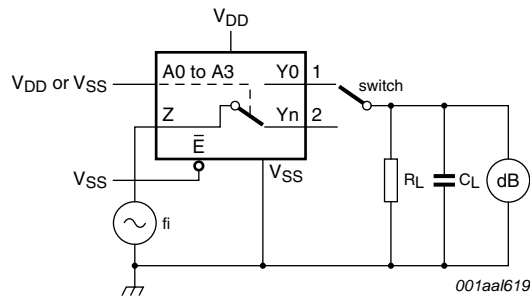 VDD
VDD or VSS
A0 to A3
Y0
1
switch
Z
Yn
2
E̅
VSS
VSS
fi
RL
CL
dB
001aal619